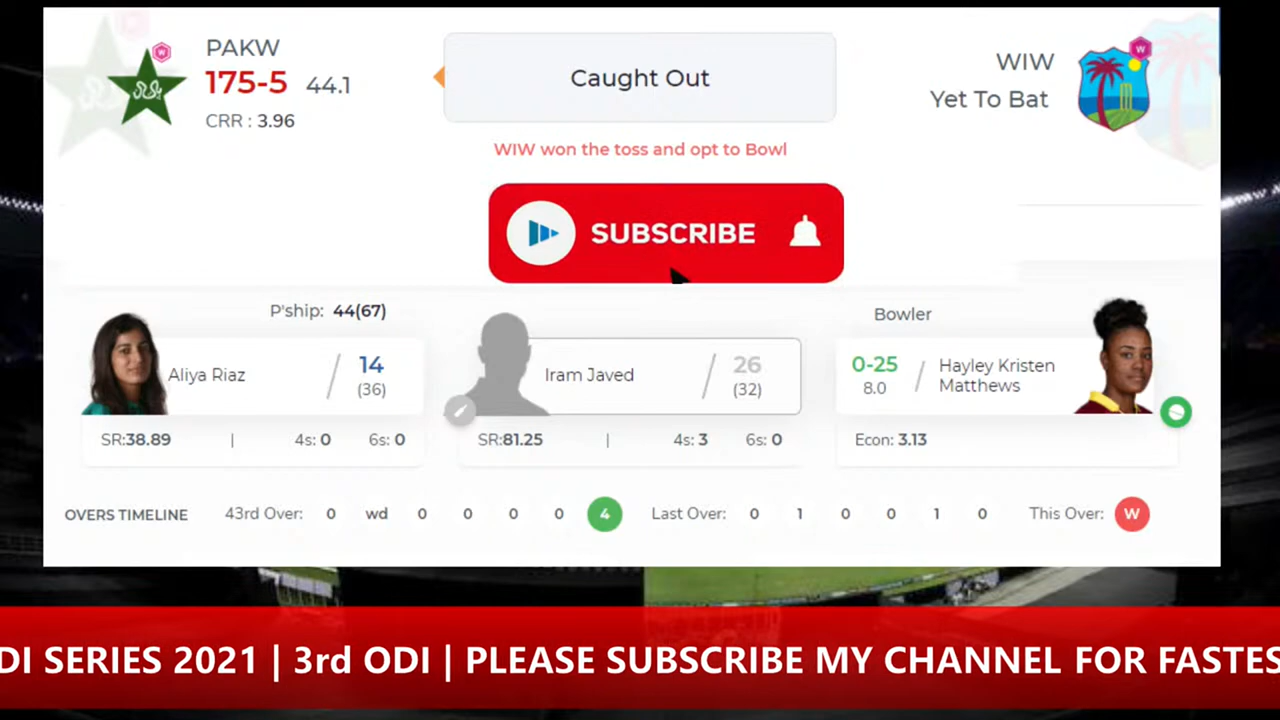 PAKW
175-5 44.1
CRR : 3.96
Caught Out
WIW won the toss and opt to Bowl
WIW
Yet To Bat
W
W
SUBSCRIBE
P'ship: 44(67)
Bowler
Aliya Riaz / 14
(36)
SR:38.89 | 4s: 0 6s: 0
Iram Javed / 26
(32)
SR:81.25 | 4s: 3 6s: 0
0-25 / Hayley Kristen
8.0 Matthews
Econ: 3.13
OVERS TIMELINE 43rd Over: 0 wd 0 0 0 0 4 Last Over: 0 1 0 0 1 0 This Over: W
DI SERIES 2021 | 3rd ODI | PLEASE SUBSCRIBE MY CHANNEL FOR FASTES